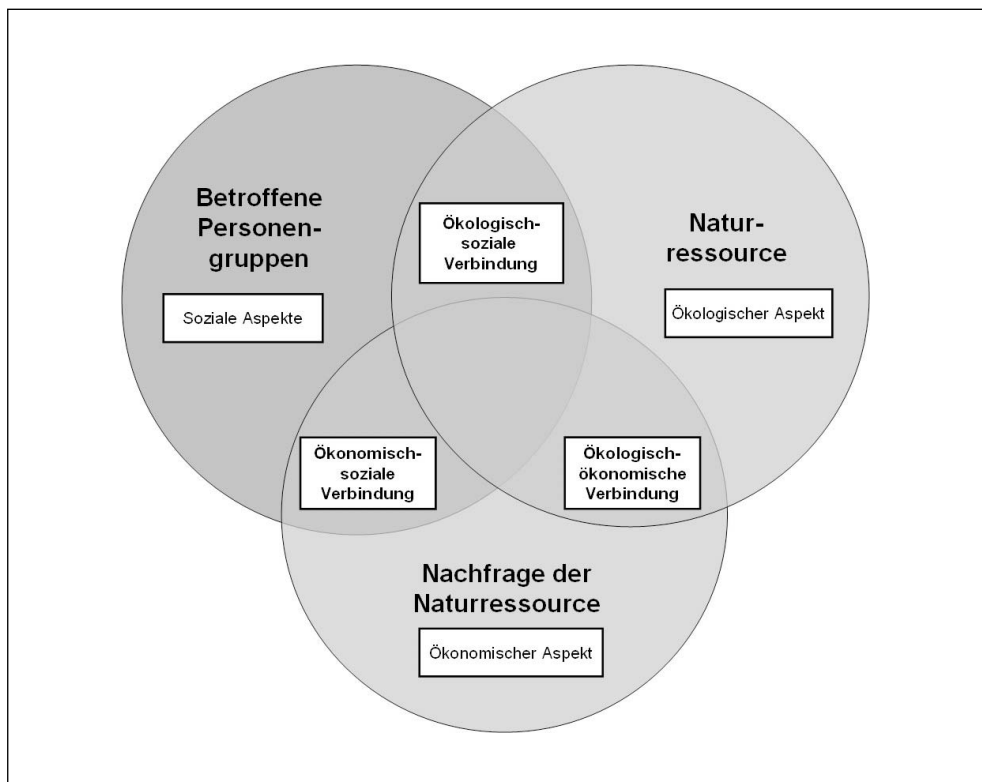 Betroffene
Personen-
gruppen
Soziale Aspekte
Ökologisch-
soziale
Verbindung
Natur-
ressource
Ökologischer Aspekt
Ökonomisch-
soziale
Verbindung
Ökologisch-
ökonomische
Verbindung
Nachfrage der
Naturressource
Ökonomischer Aspekt